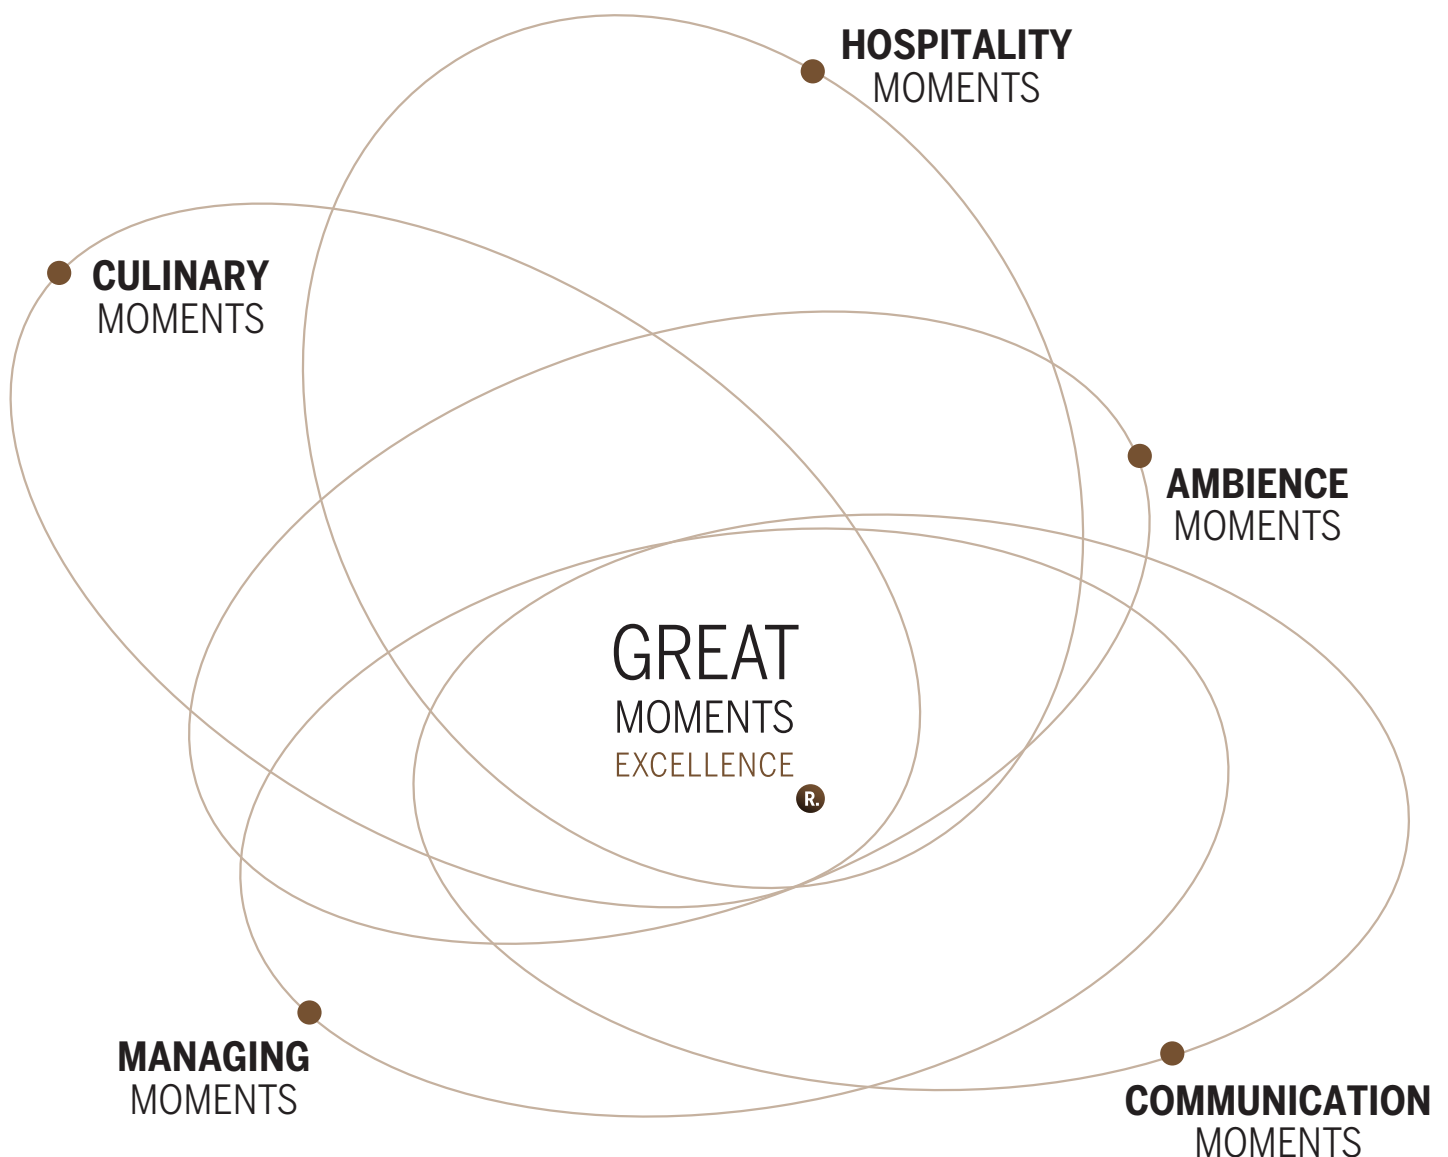 HOSPITALITY
MOMENTS
CULINARY
MOMENTS
AMBIENCE
MOMENTS
GREAT
MOMENTS
EXCELLENCE
R.
MANAGING
MOMENTS
COMMUNICATION
MOMENTS